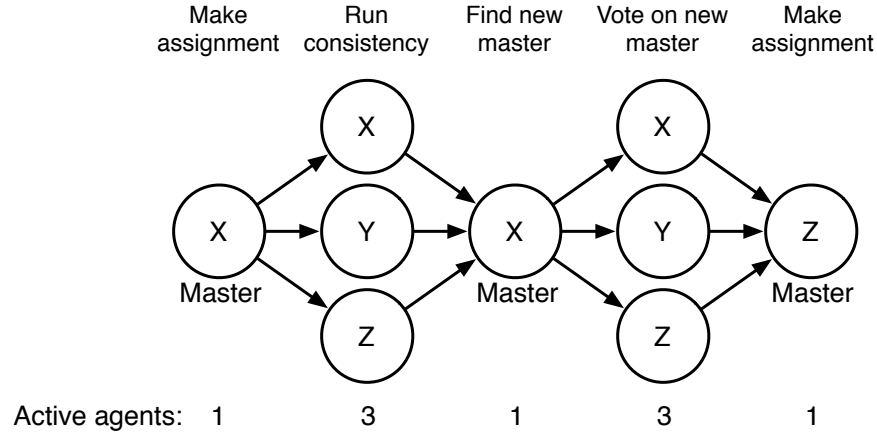 Make assignment
Run consistency
Find new master
Vote on new master
Make assignment
X
X
Y
Z
X
X
Y
Z
Z
Master
Master
Master
Active agents: 1 3 1 3 1